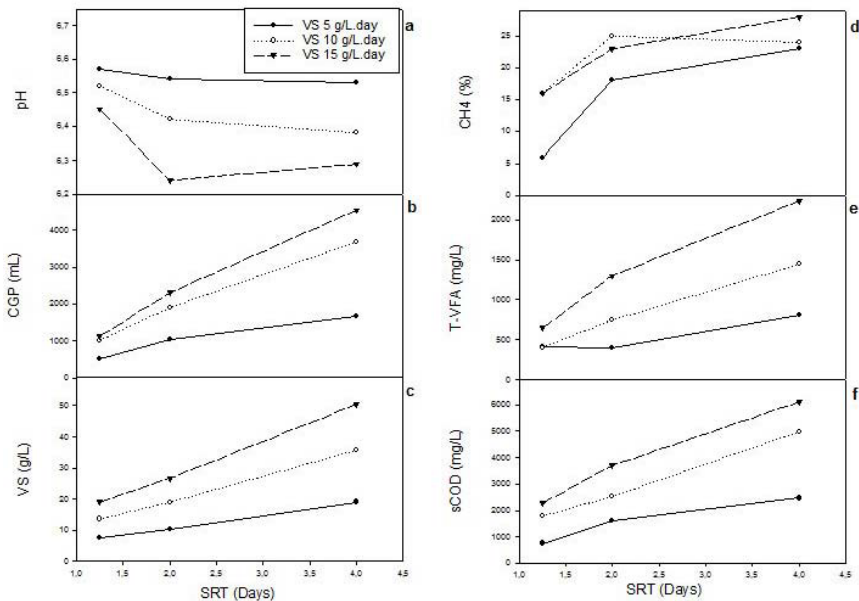 VS 5 g/L.day
VS 10 g/L.day
VS 15 g/L.day
a
6,7
6,6
6,5
6,4
6,3
6,2
pH
b
4000
3000
2000
1000
0
CGP (mL)
c
50
40
30
20
10
0
VS (g/L)
1,0 1,5 2,0 2,5 3,0 3,5 4,0 4,5
SRT (Days)
d
25
20
15
10
5
0
CH4 (%)
e
2000
1500
1000
500
0
T-VFA (mg/L)
f
6000
5000
4000
3000
2000
1000
0
sCOD (mg/L)
1,0 1,5 2,0 2,5 3,0 3,5 4,0 4,5
SRT (Days)